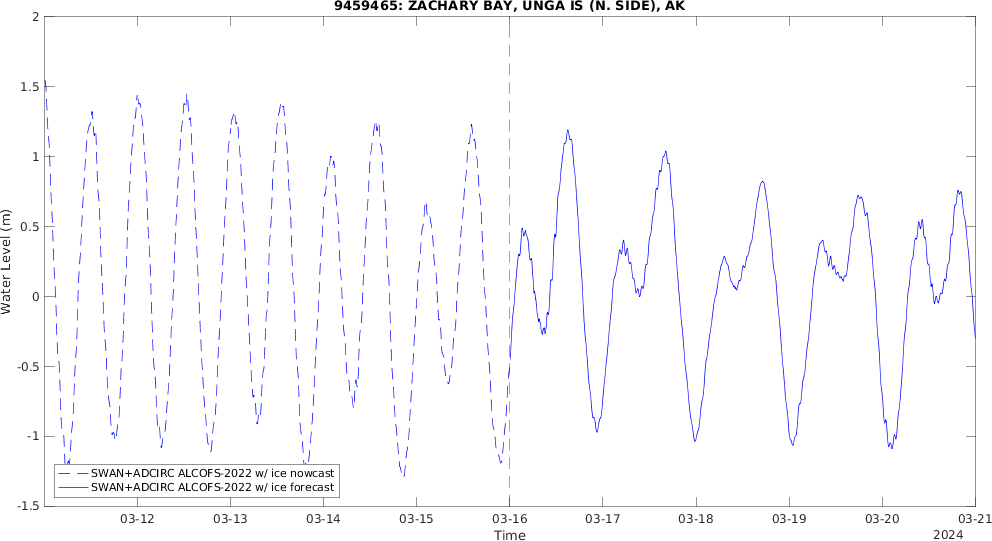 9459465: ZACHARY BAY, UNGA IS (N. SIDE), AK
Water Level (m)
2
1.5
1
0.5
0
-0.5
-1
-1.5
SWAN+ADCIRC ALCOFS-2022 w/ ice nowcast
SWAN+ADCIRC ALCOFS-2022 w/ ice forecast
03-12 03-13 03-14 03-15 03-16 03-17 03-18 03-19 03-20 03-21
Time
2024